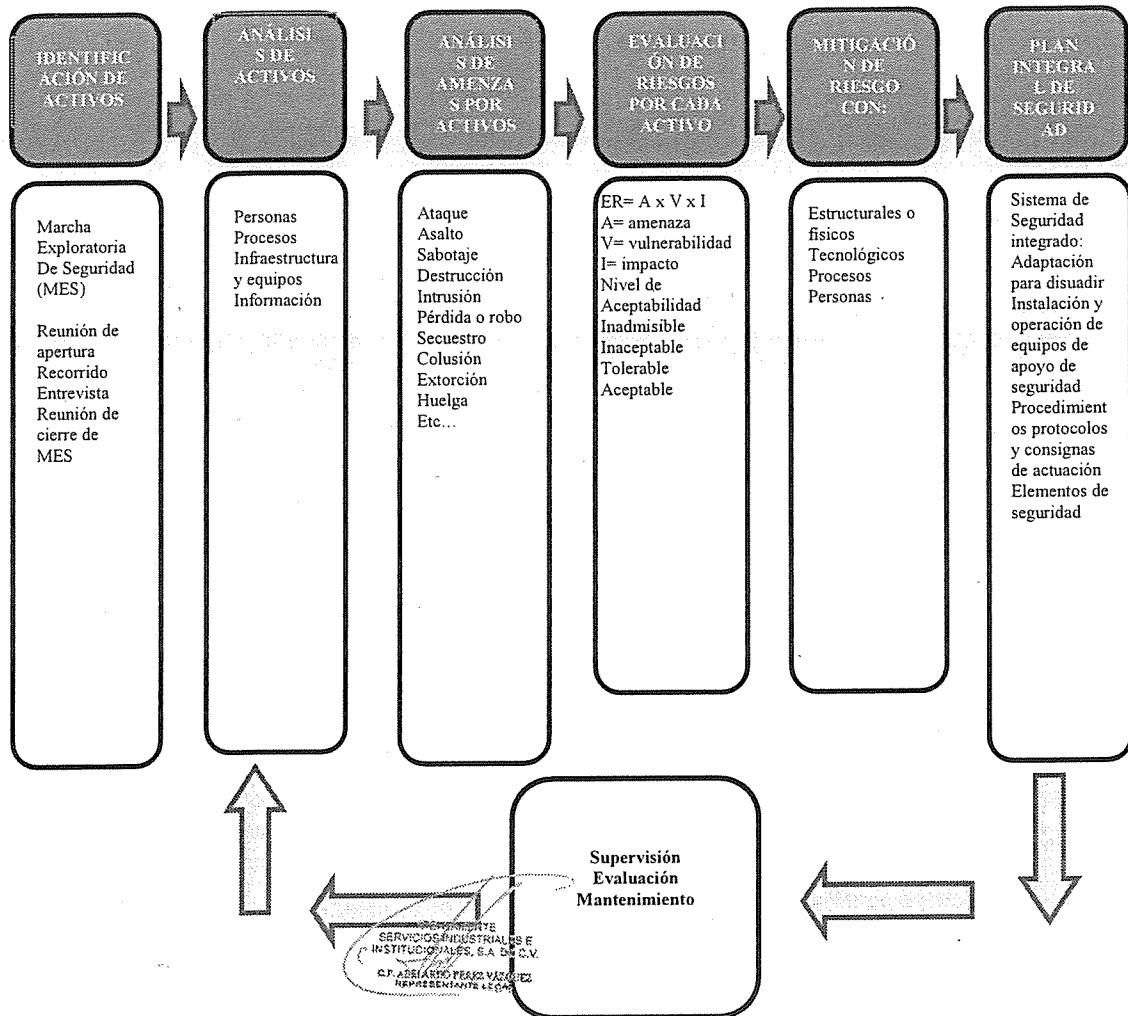 IDENTIFIC
ACIÓN DE
ACTIVOS
ANÁLISI
S DE
ACTIVOS
ANÁLISI
S DE
AMENZA
S POR
ACTIVOS
EVALUACI
ÓN DE
RIESGOS
POR CADA
ACTIVO
MITIGACIÓ
N DE
RIESGO
CON:
PLAN
INTEGRA
L DE
SEGURID
AD
Marcha
Exploratoria
De Seguridad
(MES)
Reunión de
apertura
Recorrido
Entrevista
Reunión de
cierre de
MES
Personas
Procesos
Infraestructura
y equipos
Información
Ataque
Asalto
Sabotaje
Destrucción
Intrusión
Pérdida o robo
Secuestro
Colusión
Extorción
Huelga
Etc...
ER= A x V x I
A= amenaza
V= vulnerabilidad
I= impacto
Nivel de
Aceptabilidad
Inadmisible
Inaceptable
Tolerable
Aceptable
Estructurales o
físicos
Tecnológicos
Procesos
Personas
Sistema de
Seguridad
integrado:
Adaptación
para disuadir
Instalación y
operación de
equipos de
apoyo de
seguridad
Procedimient
os protocolos
y consignas
de actuación
Elementos de
seguridad
Supervisión
Evaluación
Mantenimiento
SERVICIOS INDUSTRIALES E
INSTITUCIONALES, S.A. DE C.V.
C.P. ABELARDO PEREZ VÁZQUEZ
REPRESENTANTE LEGAL